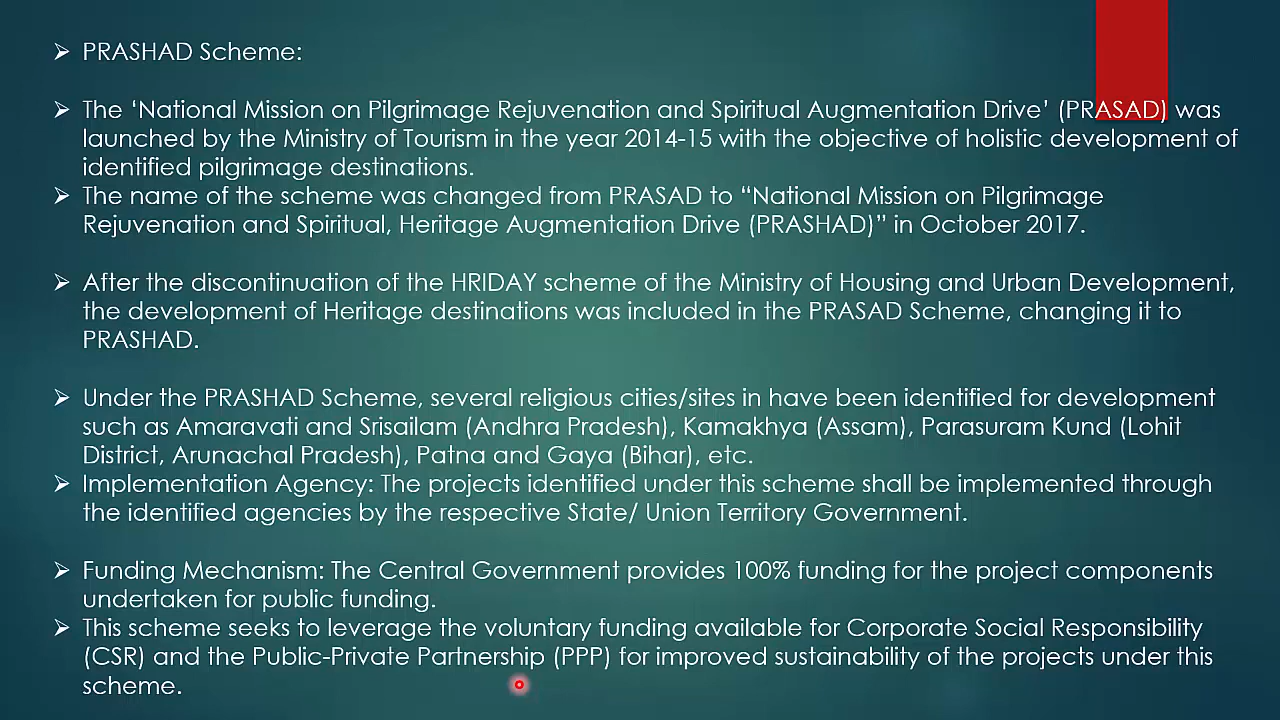 PRASHAD Scheme:
The ‘National Mission on Pilgrimage Rejuvenation and Spiritual Augmentation Drive’ (PRASAD) was
launched by the Ministry of Tourism in the year 2014-15 with the objective of holistic development of
identified pilgrimage destinations.
The name of the scheme was changed from PRASAD to “National Mission on Pilgrimage
Rejuvenation and Spiritual, Heritage Augmentation Drive (PRASHAD)” in October 2017.
After the discontinuation of the HRIDAY scheme of the Ministry of Housing and Urban Development,
the development of Heritage destinations was included in the PRASAD Scheme, changing it to
PRASHAD.
Under the PRASHAD Scheme, several religious cities/sites in have been identified for development
such as Amaravati and Srisailam (Andhra Pradesh), Kamakhya (Assam), Parasuram Kund (Lohit
District, Arunachal Pradesh), Patna and Gaya (Bihar), etc.
Implementation Agency: The projects identified under this scheme shall be implemented through
the identified agencies by the respective State/ Union Territory Government.
Funding Mechanism: The Central Government provides 100% funding for the project components
undertaken for public funding.
This scheme seeks to leverage the voluntary funding available for Corporate Social Responsibility
(CSR) and the Public-Private Partnership (PPP) for improved sustainability of the projects under this
scheme.